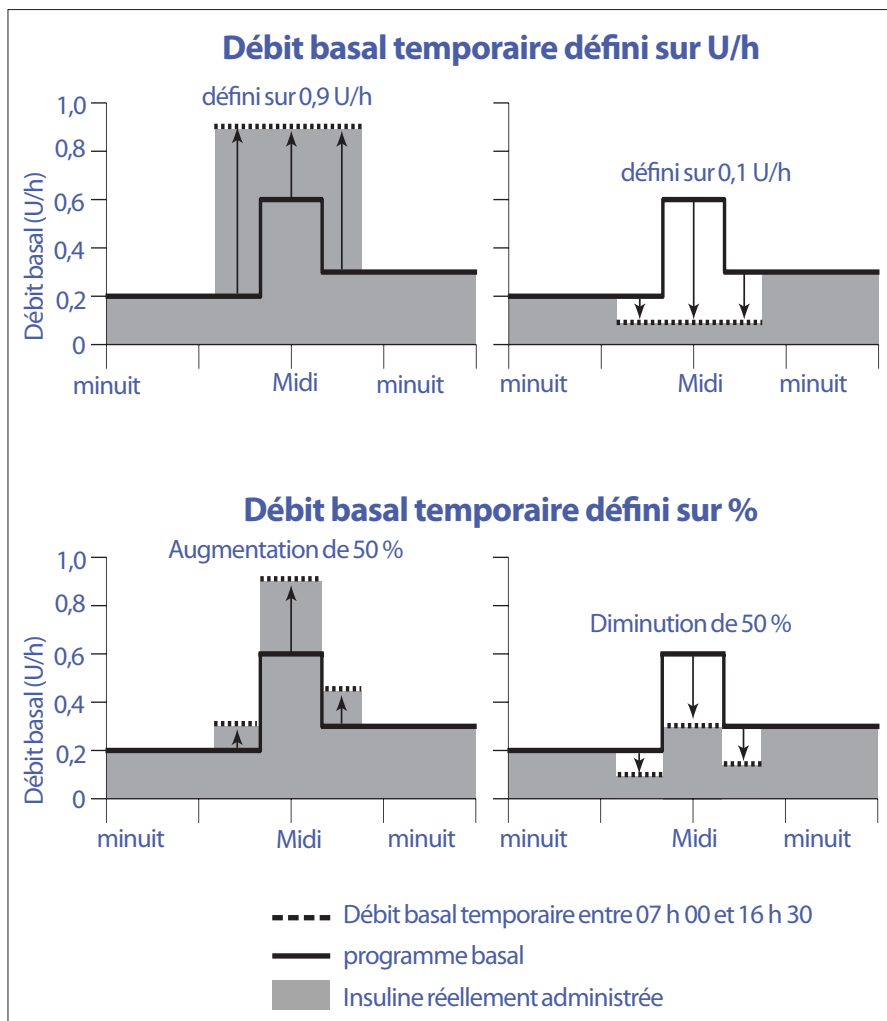 Débit basal temporaire défini sur U/h
défini sur 0,9 U/h
1,0
0,8
0,6
0,4
0,2
0
Débit basal (U/h)
minuit
Midi
minuit
défini sur 0,1 U/h
minuit
Midi
minuit
Débit basal temporaire défini sur %
Augmentation de 50 %
1,0
0,8
0,6
0,4
0,2
0
Débit basal (U/h)
minuit
Midi
minuit
Diminution de 50 %
minuit
Midi
minuit
Débit basal temporaire entre 07 h 00 et 16 h 30
programme basal
Insuline réellement administrée